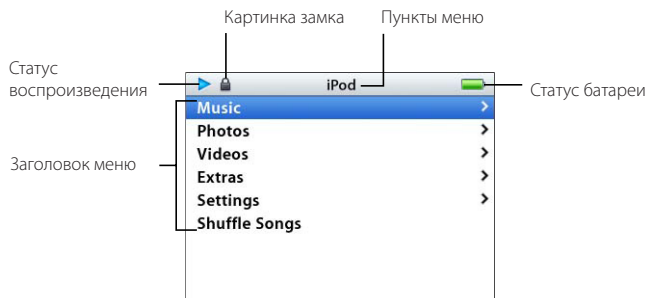 Картинка замка
Пункты меню
Статус
воспроизведения
iPod
Статус батареи
Music
Photos
Videos
Заголовок меню
Extras
Settings
Shuffle Songs